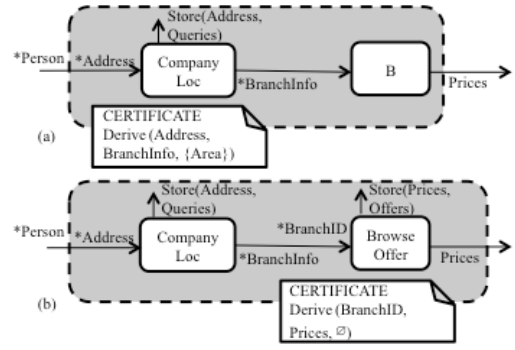 Store(Address,
Queries)
*Person
*Address
Company
Loc
*BranchInfo
B
Prices
(a)
CERTIFICATE
Derive (Address,
BranchInfo, {Area})
Store(Address,
Queries)
Store(Prices,
Offers)
*Person
*Address
Company
Loc
*BranchID
*BranchInfo
Browse
Offer
Prices
(b)
CERTIFICATE
Derive (BranchID,
Prices, ∅)